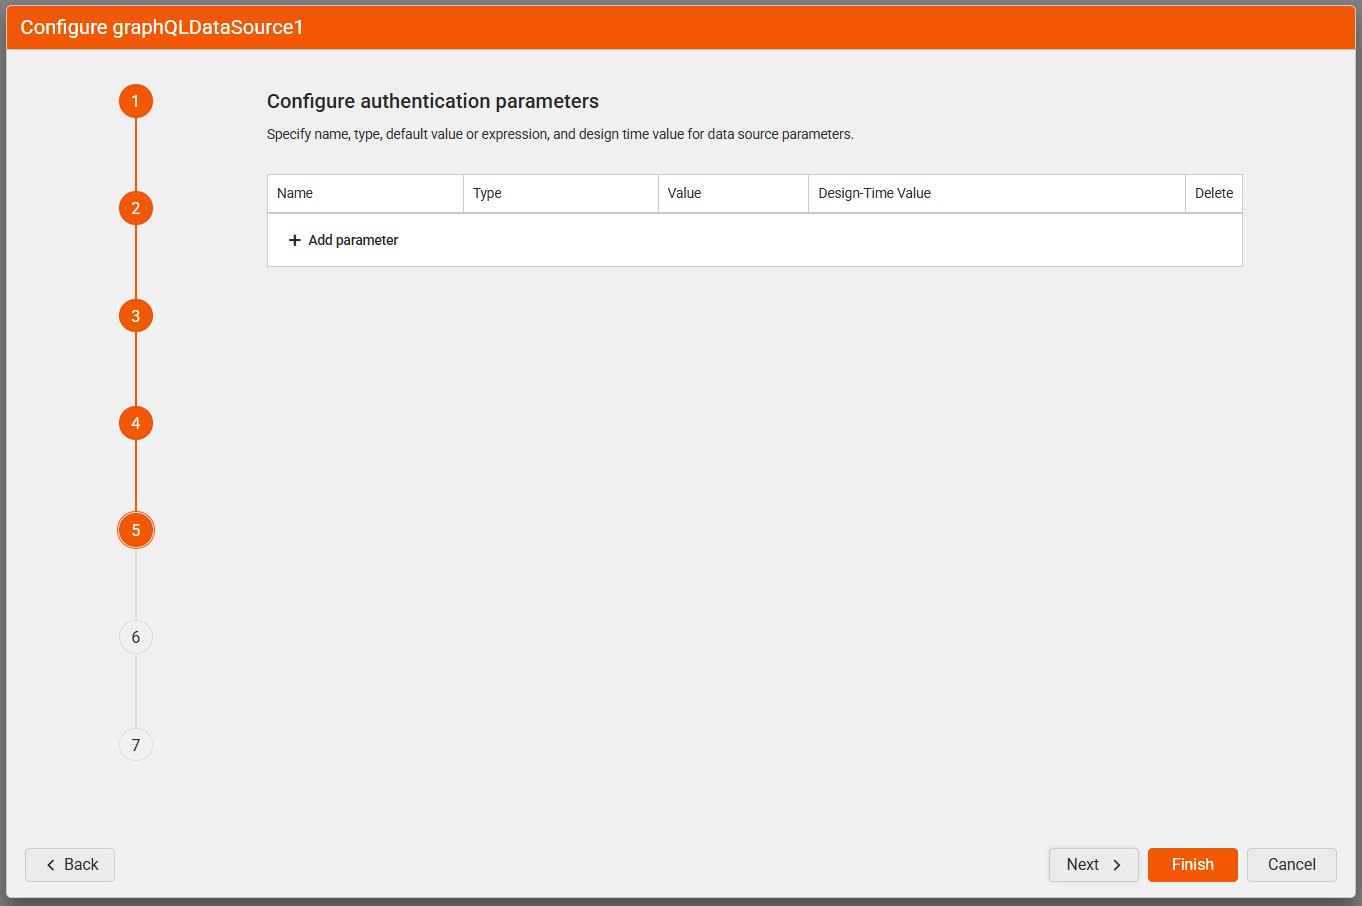 Configure graphQLDataSource1
1
2
3
4
5
6
7
Configure authentication parameters
Specify name, type, default value or expression, and design time value for data source parameters.
Name Type Value Design-Time Value Delete
+ Add parameter
Back Next Finish Cancel